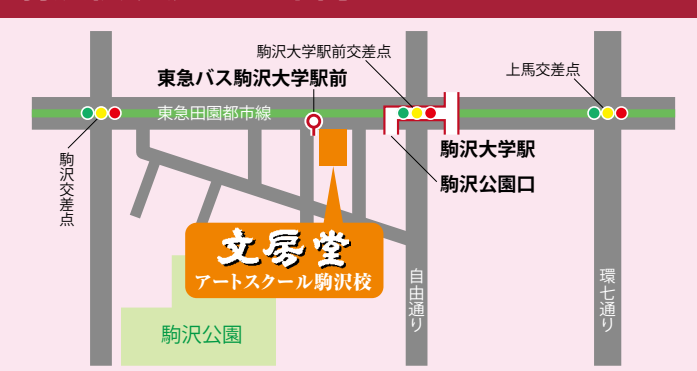 駒沢大学駅前交差点
東急バス駒沢大学駅前
上馬交差点
東急田園都市線
駒沢大学駅
駒沢公園口
駒沢交差点
文房堂
アートスクール駒沢校
自由通り
環七通り
駒沢公園